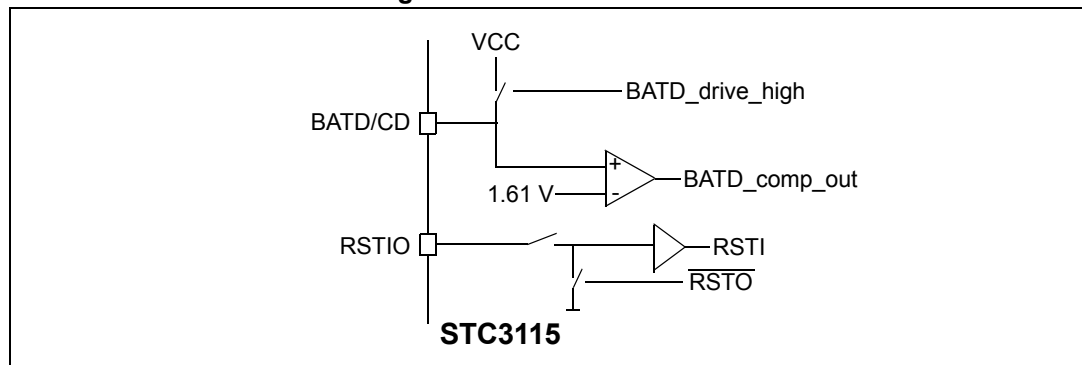 VCC
BATD_drive_high
BATD/CD
+
BATD_comp_out
1.61 V
-
RSTIO
RSTI
RSTO
STC3115